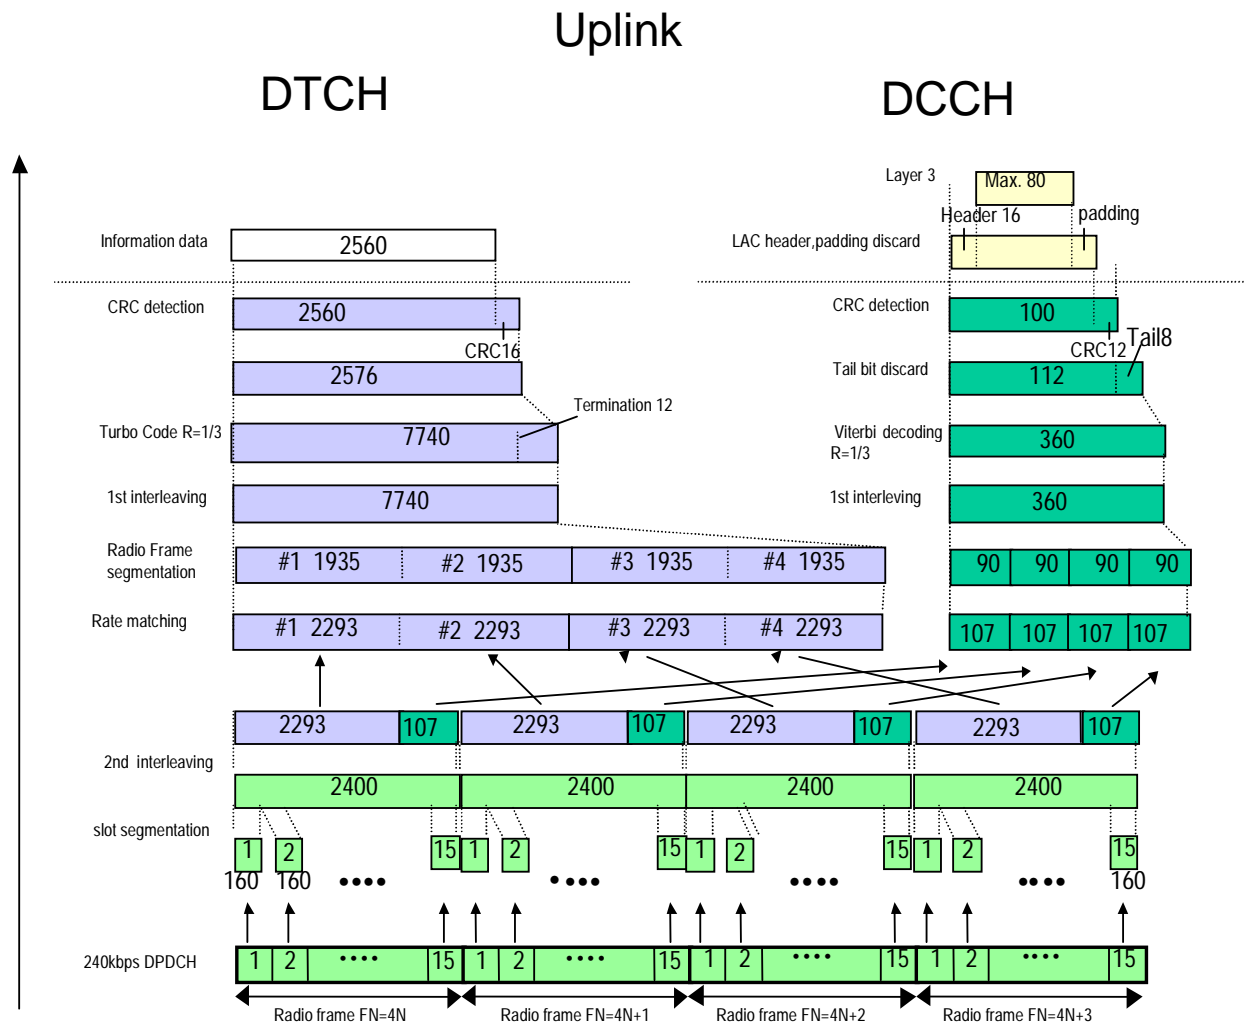 Uplink
DTCH
DCCH
Layer 3
Max. 80
Header 16
padding
Information data
2560
LAC header,padding discard
CRC detection
2560
CRC detection
100
CRC16
CRC12
Tail8
2576
Tail bit discard
112
Termination 12
Turbo Code R=1/3
7740
Viterbi decoding
R=1/3
360
1st interleaving
7740
1st interleving
360
Radio Frame
segmentation
#1 1935
#2 1935
#3 1935
#4 1935
90
90
90
90
Rate matching
#1 2293
#2 2293
#3 2293
#4 2293
107
107
107
107
2293
107
2293
107
2293
107
2293
107
2nd interleaving
2400
2400
2400
2400
slot segmentation
1
2
15
1
2
15
1
2
15
1
2
15
160
160
160
240kbps DPDCH
1
2
15
1
2
15
1
2
15
1
2
15
Radio frame FN=4N
Radio frame FN=4N+1
Radio frame FN=4N+2
Radio frame FN=4N+3